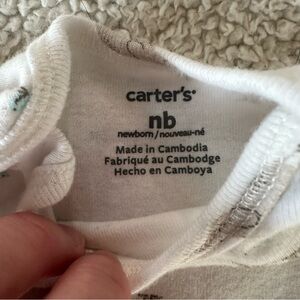 carter's
nb
newborn/nouveau-né
Made in Cambodia
Fabriqué au Cambodge
Hecho en Camboya